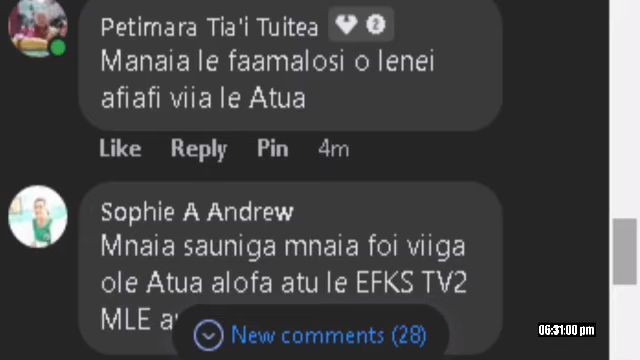 Petimara Tia'i Tuitea 2
Manaia le faamalosi o lenei
afiafi viia le Atua
Like Reply Pin 4m
Sophie A Andrew
Mnaia sauniga mnaia foi viiga
ole Atua alofa atu le EFKS TV2
MLE
New comments (28)
06:31:00 pm